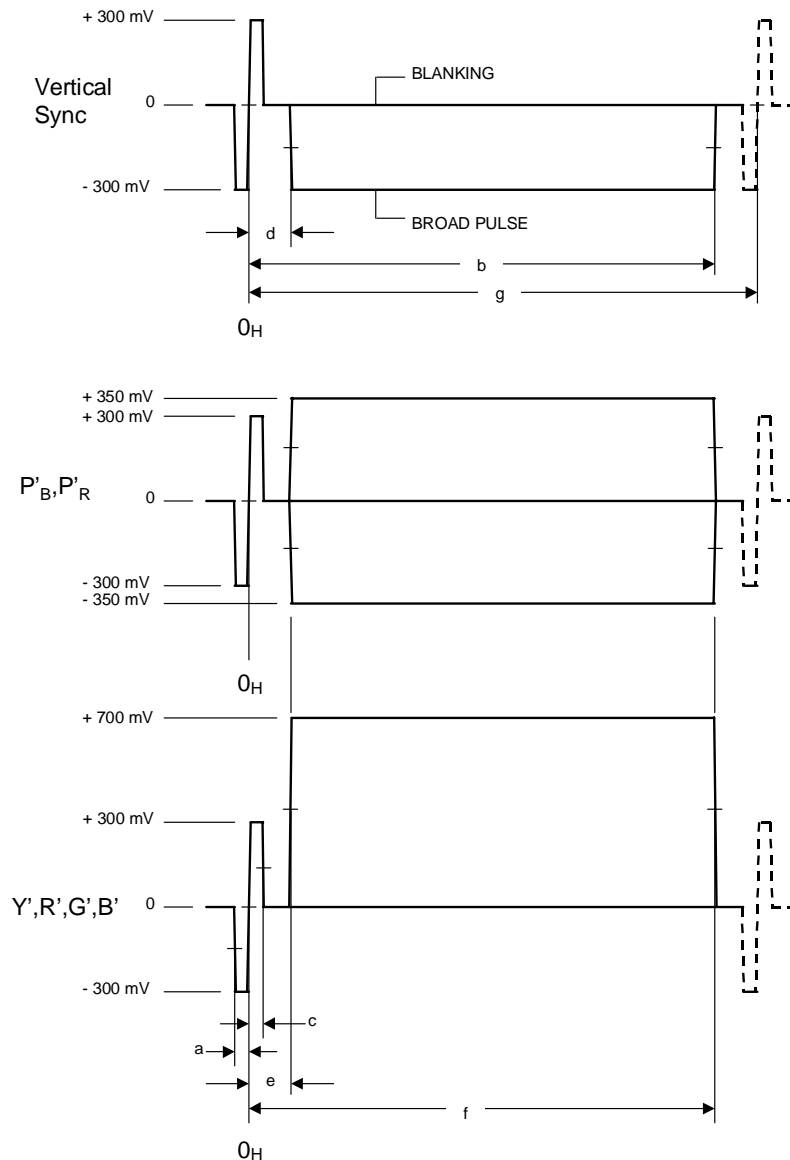 + 300 mV
BLANKING
Vertical
Sync
0
- 300 mV
BROAD PULSE
d
b
g
0H
+ 350 mV
+ 300 mV
P'B,P'R
0
- 300 mV
- 350 mV
0H
+ 700 mV
+ 300 mV
Y',R',G',B'
0
- 300 mV
c
a
e
f
0H